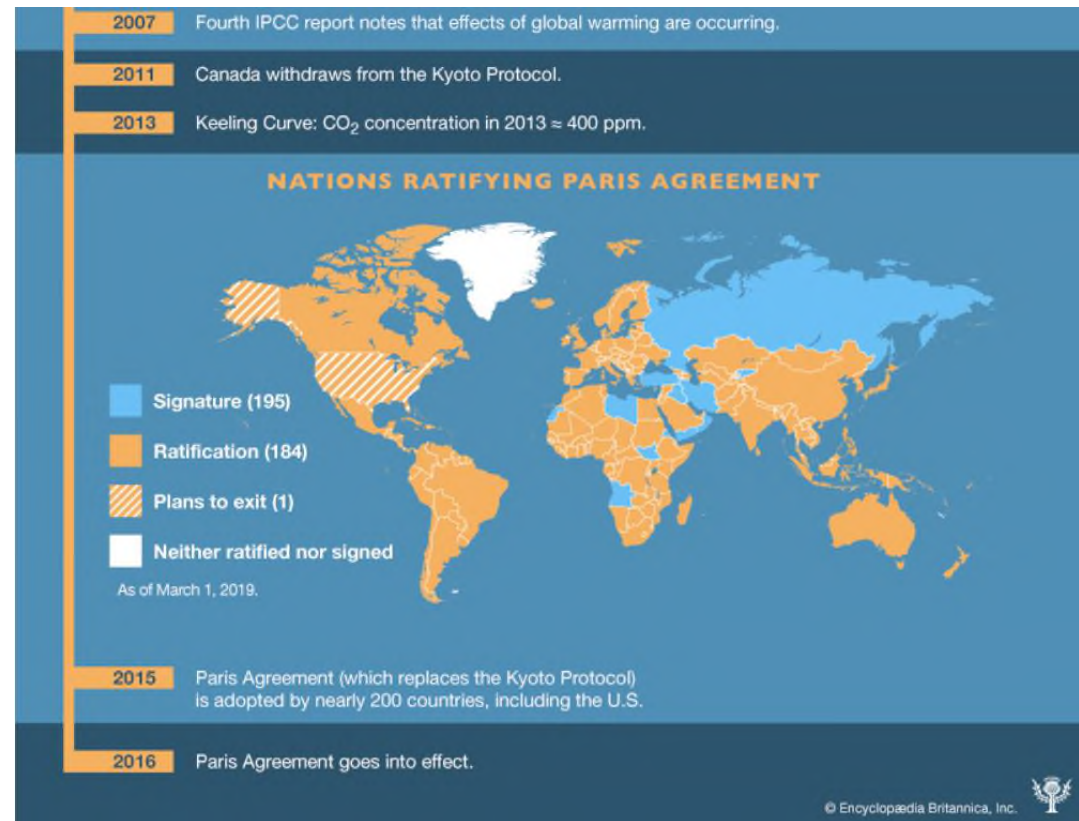 2007 Fourth IPCC report notes that effects of global warming are occurring.
2011 Canada withdraws from the Kyoto Protocol.
2013 Keeling Curve: CO₂ concentration in 2013 ≈ 400 ppm.
NATIONS RATIFYING PARIS AGREEMENT
Signature (195)
Ratification (184)
Plans to exit (1)
Neither ratified nor signed
As of March 1, 2019.
2015 Paris Agreement (which replaces the Kyoto Protocol)
is adopted by nearly 200 countries, including the U.S.
2016 Paris Agreement goes into effect.
© Encyclopædia Britannica, Inc.